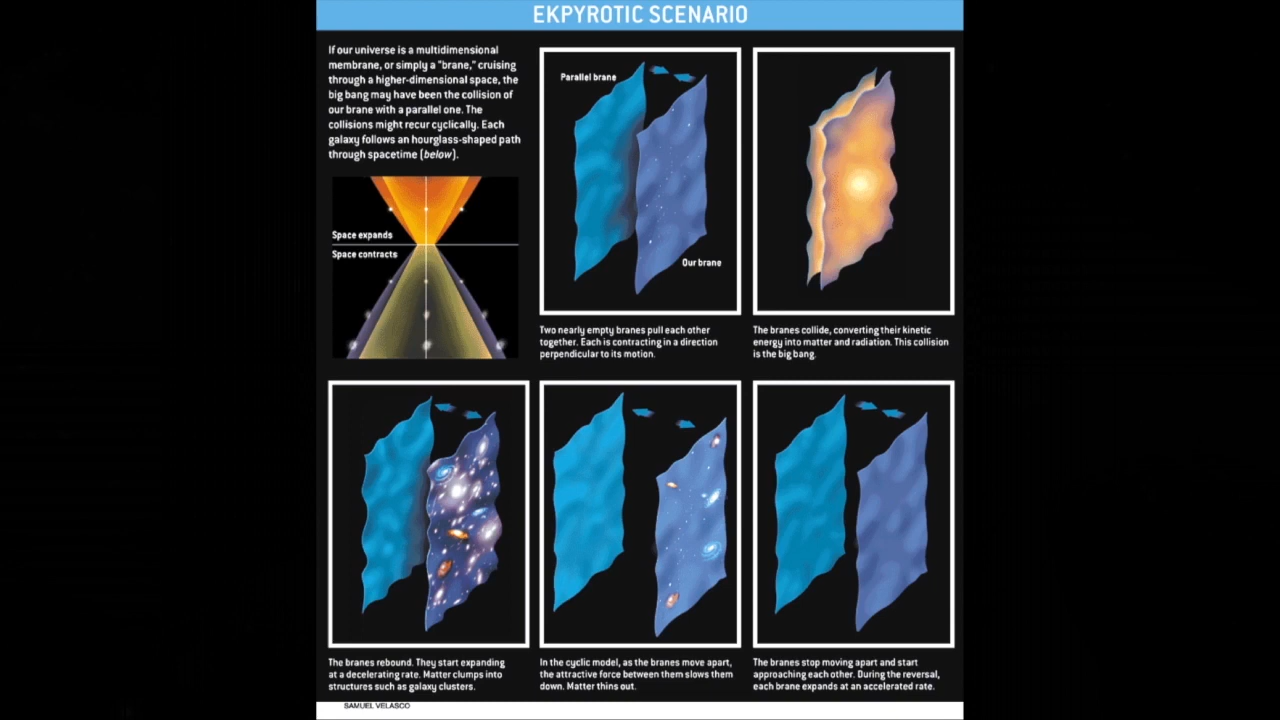 EKPYROTIC SCENARIO
If our universe is a multidimensional
membrane, or simply a "brane," cruising
through a higher-dimensional space, the
big bang may have been the collision of
our brane with a parallel one. The
collisions might recur cyclically. Each
galaxy follows an hourglass-shaped path
through spacetime (below).
Space expands
Space contracts
Parallel brane
Our brane
Two nearly empty branes pull each other
together. Each is contracting in a direction
perpendicular to its motion.
The branes collide, converting their kinetic
energy into matter and radiation. This collision
is the big bang.
The branes rebound. They start expanding
at a decelerating rate. Matter clumps into
structures such as galaxy clusters.
In the cyclic model, as the branes move apart,
the attractive force between them slows them
down. Matter thins out.
The branes stop moving apart and start
approaching each other. During the reversal,
each brane expands at an accelerated rate.
SAMUEL VELASCO